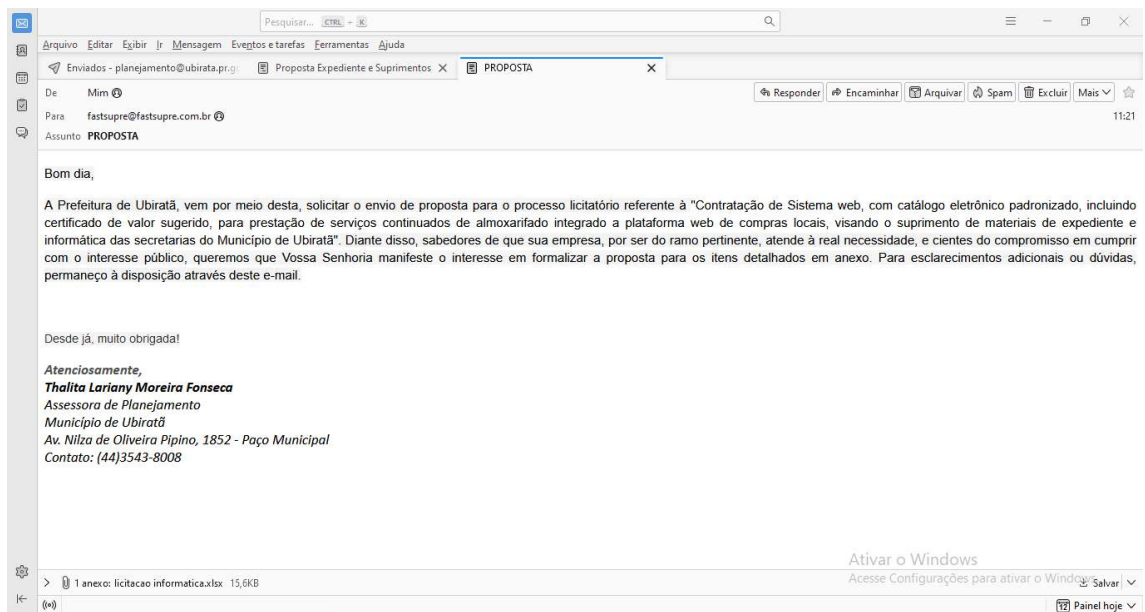 Pesquisar... CTRL + K
Arquivo Editar Exibir Ir Mensagem Eventos e tarefas Ferramentas Ajuda
Enviados - planejamento@ubirata.pr.g Proposta Expediente e Suprimentos PROPOSTA
De Mim Responder Encaminhar Arquivar Spam Excluir Mais
Para fastsupre@fastsupre.com.br 11:21
Assunto PROPOSTA
Bom dia,
A Prefeitura de Ubiratã, vem por meio desta, solicitar o envio de proposta para o processo licitatório referente à "Contratação de Sistema web, com catálogo eletrônico padronizado, incluindo
certificado de valor sugerido, para prestação de serviços continuados de almoxarifado integrado a plataforma web de compras locais, visando o suprimento de materiais de expediente e
informática das secretarias do Município de Ubiratã". Diante disso, sabedores de que sua empresa, por ser do ramo pertinente, atende à real necessidade, e cientes do compromisso em cumprir
com o interesse público, queremos que Vossa Senhoria manifeste o interesse em formalizar a proposta para os itens detalhados em anexo. Para esclarecimentos adicionais ou dúvidas,
permaneço à disposição através deste e-mail.
Desde já, muito obrigada!
Atenciosamente,
Thalita Lariany Moreira Fonseca
Assessora de Planejamento
Município de Ubiratã
Av. Nilza de Oliveira Pipino, 1852 - Paço Municipal
Contato: (44)3543-8008
Ativar o Windows
Acesse Configurações para ativar o Windows.
1 anexo: licitacao informatica.xlsx 15,6KB Salvar
12 Painel hoje